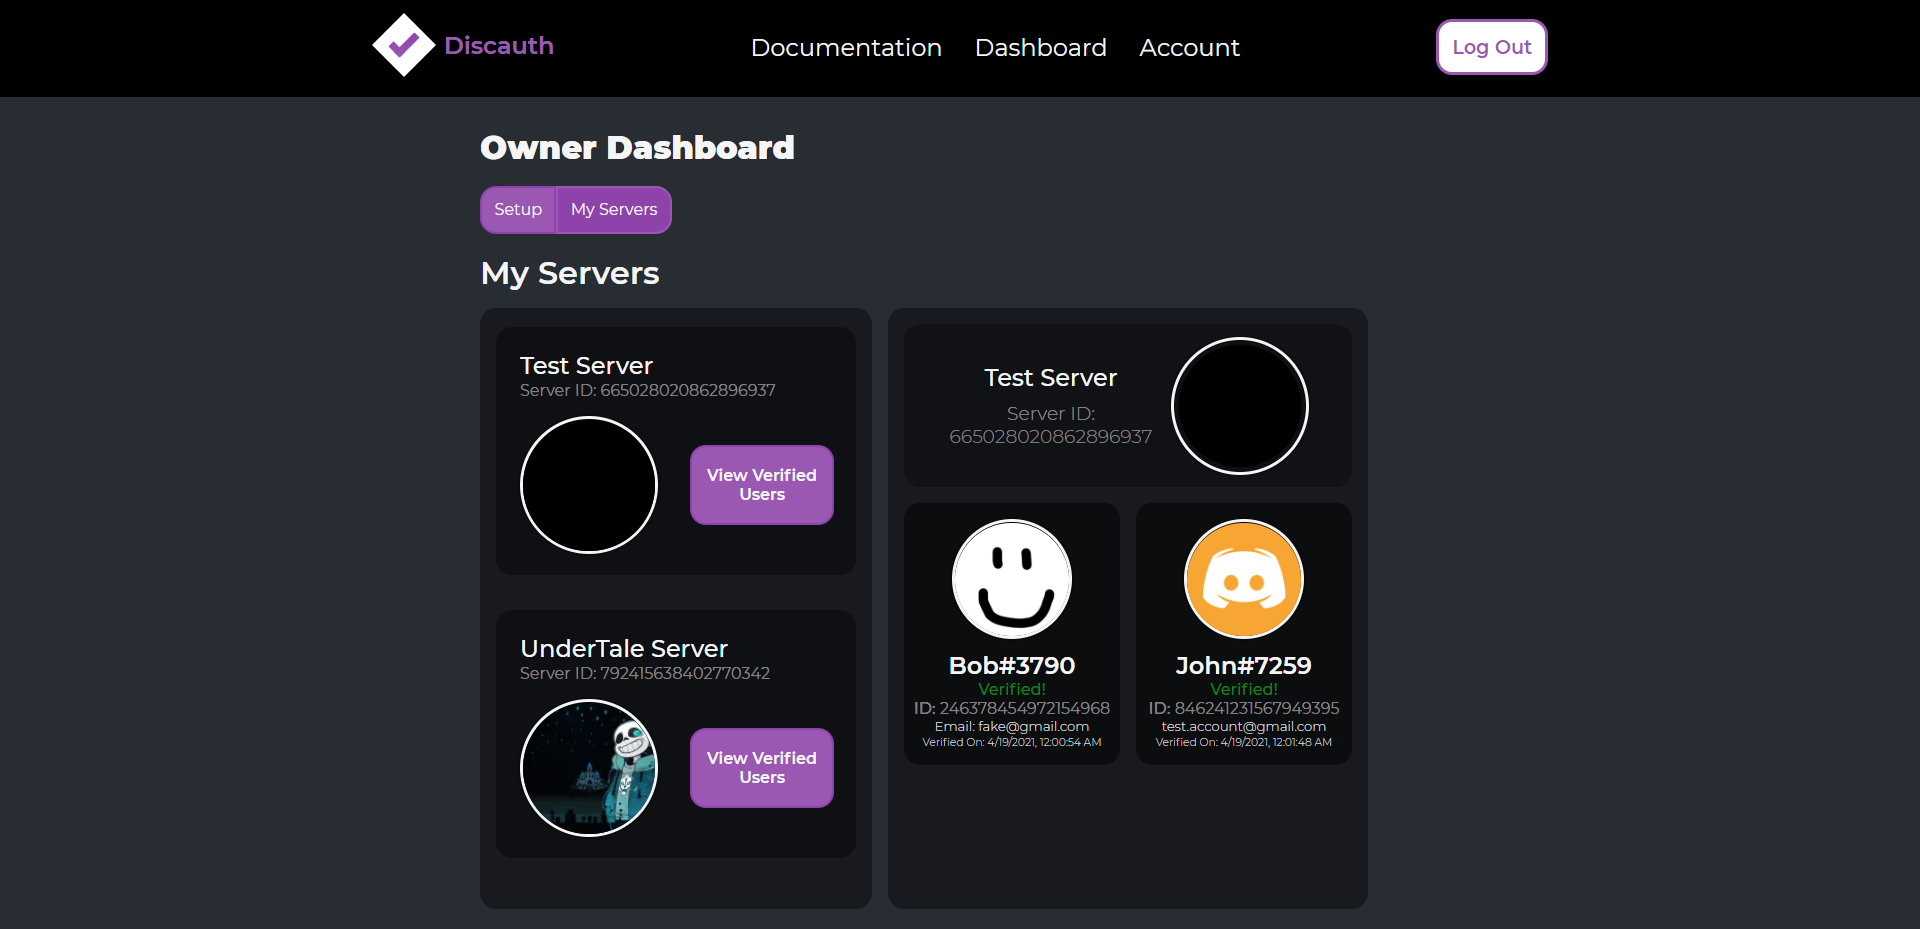 Discauth
Documentation
Dashboard
Account
Log Out
Owner Dashboard
Setup
My Servers
My Servers
Test Server
Server ID: 665028020862896937
View Verified
Users
UnderTale Server
Server ID: 792415638402770342
View Verified
Users
Test Server
Server ID:
665028020862896937
Bob#3790
Verified!
ID: 246378454972154968
Email: fake@gmail.com
Verified On: 4/19/2021, 12:00:54 AM
John#7259
Verified!
ID: 846241231567949395
test.account@gmail.com
Verified On: 4/19/2021, 12:01:48 AM